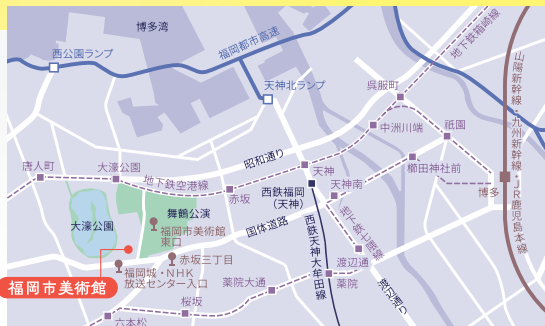 博多湾
西公園ランプ
福岡都市高速
地下鉄箱崎線
天神北ランプ
呉服町
山陽新幹線・九州新幹線・JR鹿児島本線
中洲川端
祇園
昭和通り
唐人町
大濠公園
地下鉄空港線
天神
櫛田神社前
赤坂
西鉄福岡
（天神）
天神南
博多
大濠公園
舞鶴公演
福岡市美術館
東口
国体道路
西鉄天神大牟田線
地下鉄七隈線
赤坂三丁目
渡辺通
福岡城・NHK
放送センター入口
福岡市美術館
薬院大通
薬院
渡辺通り
桜坂
六本松